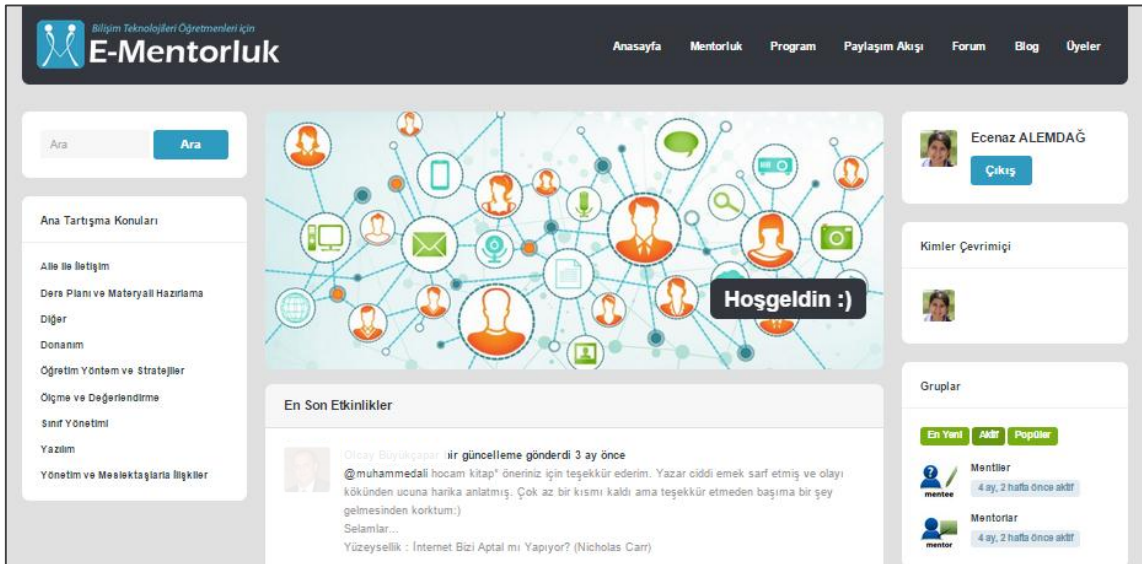 Bilişim Teknolojileri Öğretmenleri için
E-Mentorluk
Anasayfa Mentorluk Program Paylaşım Akışı Forum Blog Üyeler
Ara Ara
Ana Tartışma Konuları
Aile ile İletişim
Ders Planı ve Materyali Hazırlama
Diğer
Donanım
Öğretim Yöntem ve Stratejiler
Ölçme ve Değerlendirme
Sınıf Yönetimi
Yazılım
Yönetim ve Meslektaşlarla İlişkiler
Hoşgeldin :)
En Son Etkinlikler
Olcay Büyükçapar bir güncelleme gönderdi 3 ay önce
@muhammedali hocam kitap* öneriniz için teşekkür ederim. Yazar ciddi emek sarf etmiş ve olayı
kökünden ucuna harika anlatmış. Çok az bir kısmı kaldı ama teşekkür etmeden başıma bir şey
gelmesinden korktum:)
Selamlar...
Yüzeysellik : İnternet Bizi Aptal mı Yapıyor? (Nicholas Carr)
Ecenaz ALEMDAĞ
Çıkış
Kimler Çevrimiçi
Gruplar
En Yeni Aktif Popüler
mentee
Mentiler
4 ay, 2 hafta önce aktif
mentor
Mentorlar
4 ay, 2 hafta önce aktif